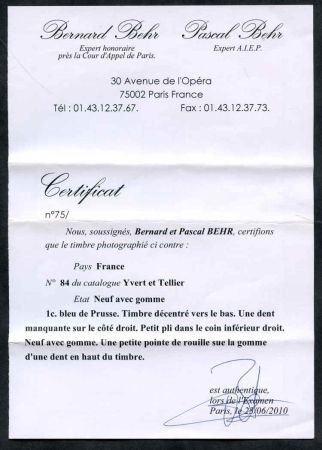 Bernard Behr Pascal Behr
Expert honoraire Expert A.I.E.P.
près la Cour d'Appel de Paris.
30 Avenue de l'Opéra
75002 Paris France
Tél : 01.43.12.37.67. Fax : 01.43.12.37.73.
Certificat
n°75/
Nous, soussignés, Bernard et Pascal BEHR, certifions
que le timbre photographié ci contre :
Pays France
N° 84 du catalogue Yvert et Tellier
Etat Neuf avec gomme
1c. bleu de Prusse. Timbre décentré vers le bas. Une dent
manquante sur le côté droit. Petit pli dans le coin inférieur droit.
Neuf avec gomme. Une petite pointe de rouille sue la gomme
d'une dent en haut du timbre.
est authentique,
lors de l'Examen
Paris, le 25/06/2010